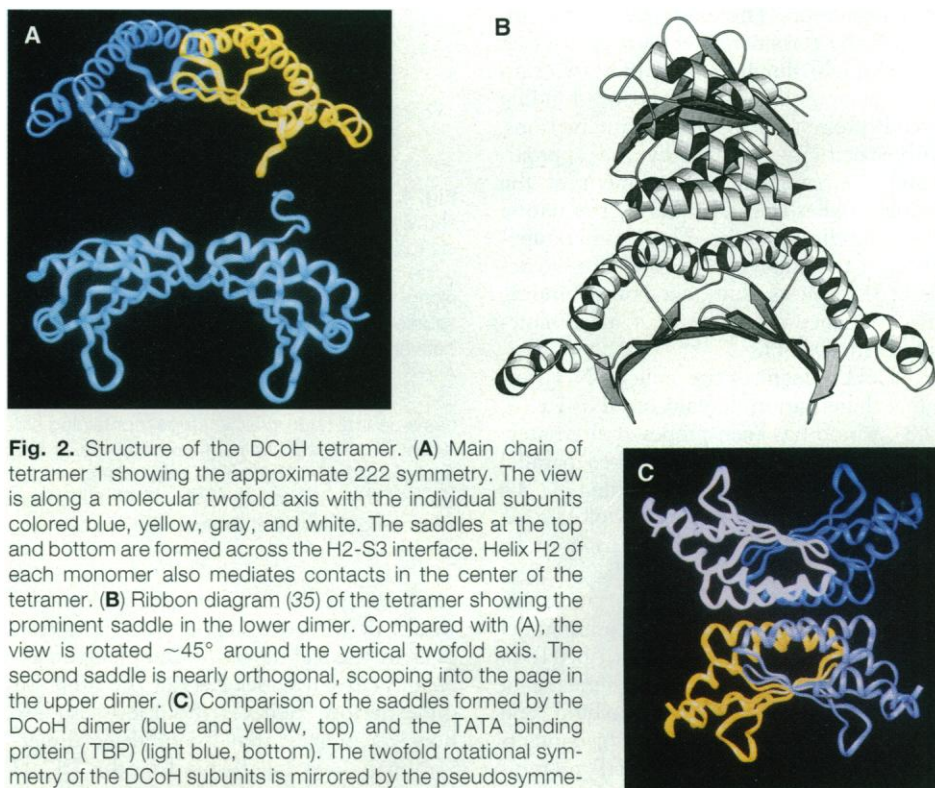 A
B
Fig. 2. Structure of the DCoH tetramer. (A) Main chain of
tetramer 1 showing the approximate 222 symmetry. The view
is along a molecular twofold axis with the individual subunits
colored blue, yellow, gray, and white. The saddles at the top
and bottom are formed across the H2-S3 interface. Helix H2 of
each monomer also mediates contacts in the center of the
tetramer. (B) Ribbon diagram (35) of the tetramer showing the
prominent saddle in the lower dimer. Compared with (A), the
view is rotated ~45° around the vertical twofold axis. The
second saddle is nearly orthogonal, scooping into the page in
the upper dimer. (C) Comparison of the saddles formed by the
DCoH dimer (blue and yellow, top) and the TATA binding
protein (TBP) (light blue, bottom). The twofold rotational sym-
metry of the DCoH subunits is mirrored by the pseudosymme-
C